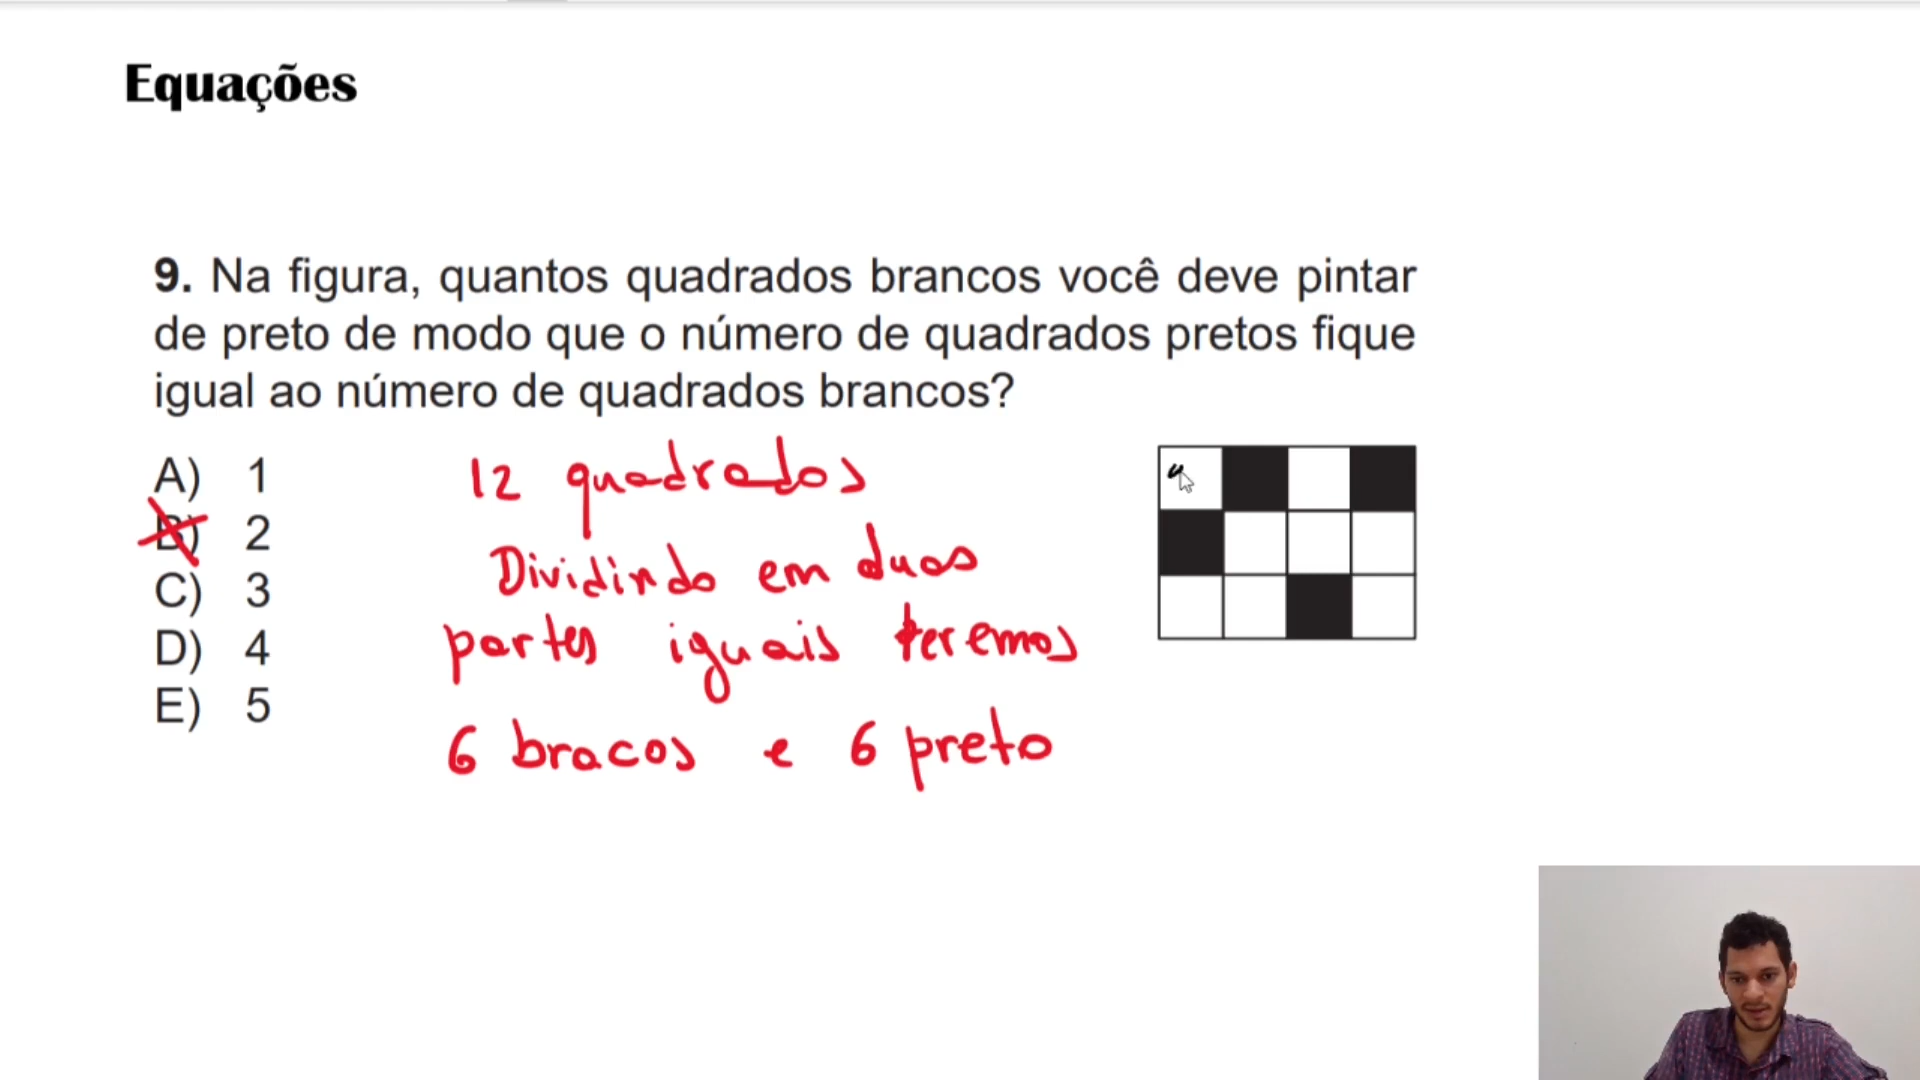 Equações
9. Na figura, quantos quadrados brancos você deve pintar
de preto de modo que o número de quadrados pretos fique
igual ao número de quadrados brancos?
A) 1
B) 2
C) 3
D) 4
E) 5
12 quadrados
Dividindo em duas
partes iguais teremos
6 bracos e 6 preto